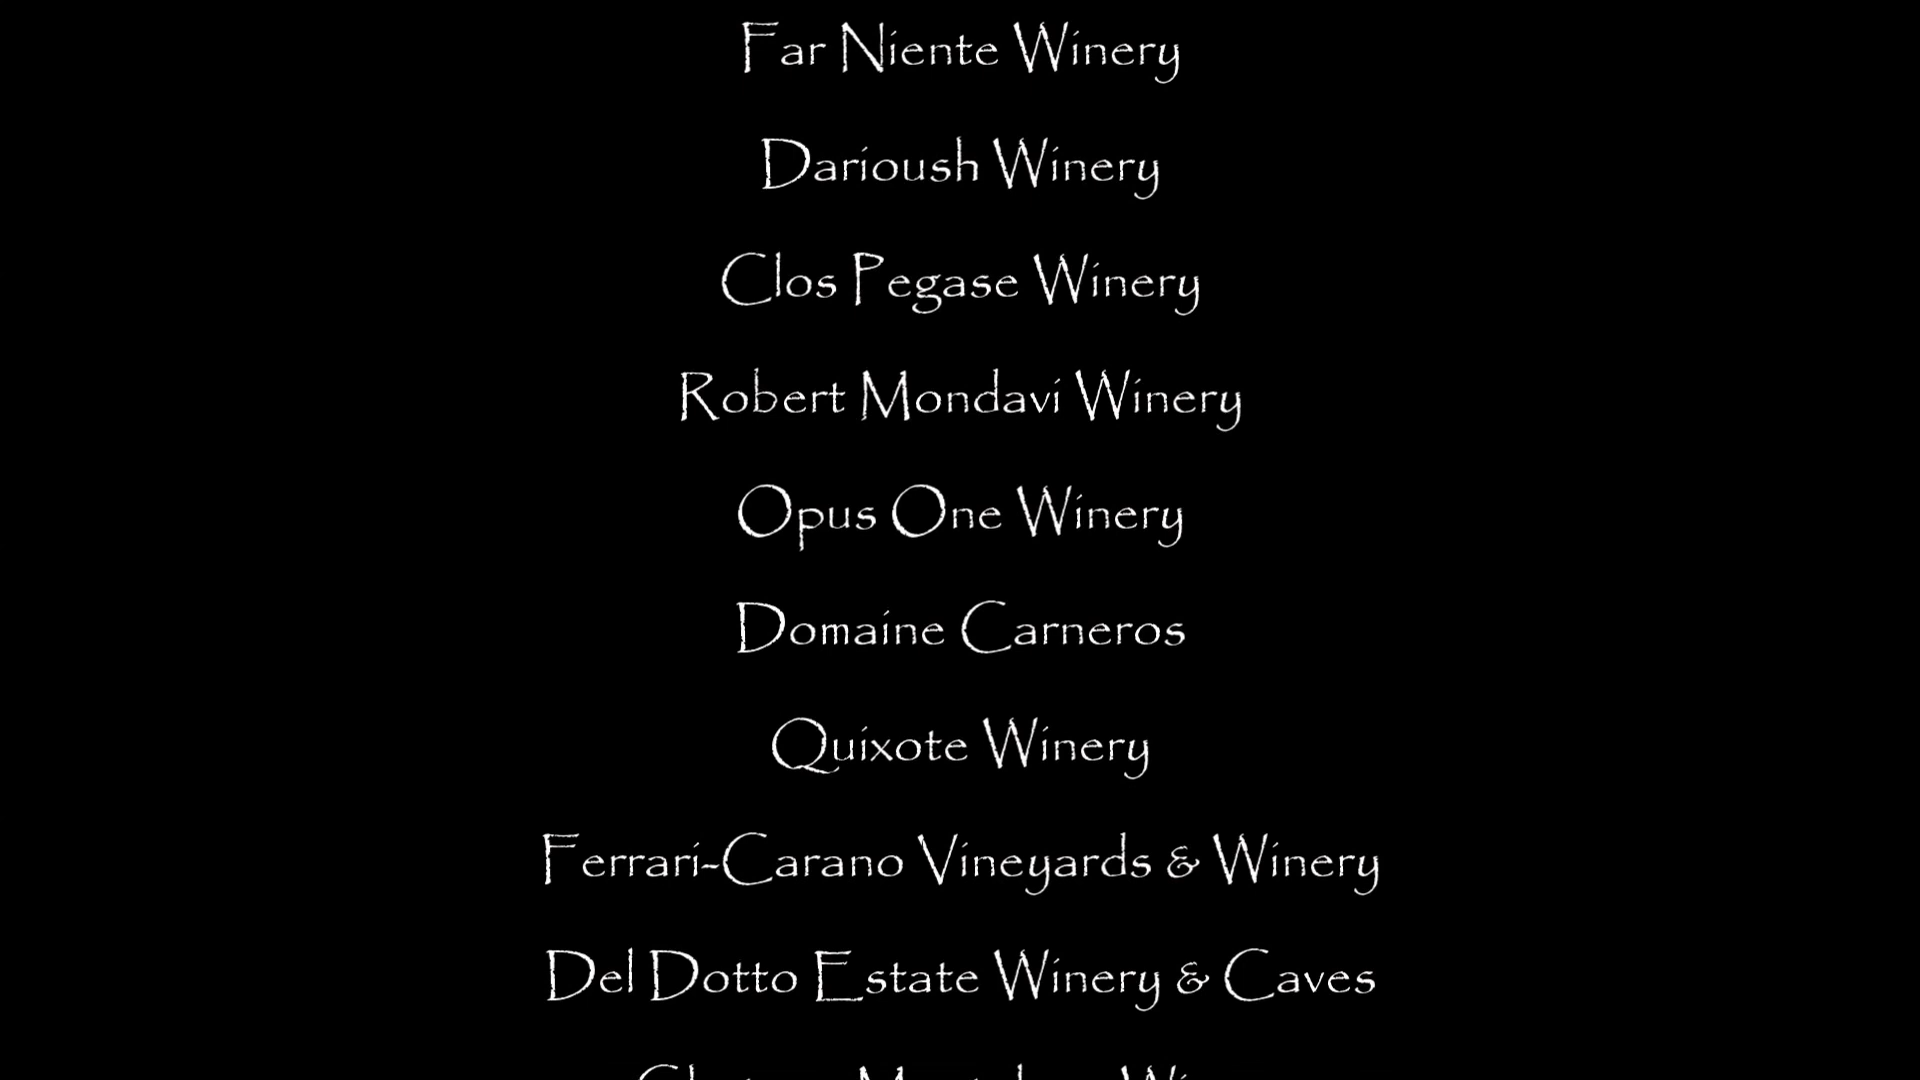 Far Niente Winery
Darioush Winery
Clos Pegase Winery
Robert Mondavi Winery
Opus One Winery
Domaine Carneros
Quixote Winery
Ferrari-Carano Vineyards & Winery
Del Dotto Estate Winery & Caves